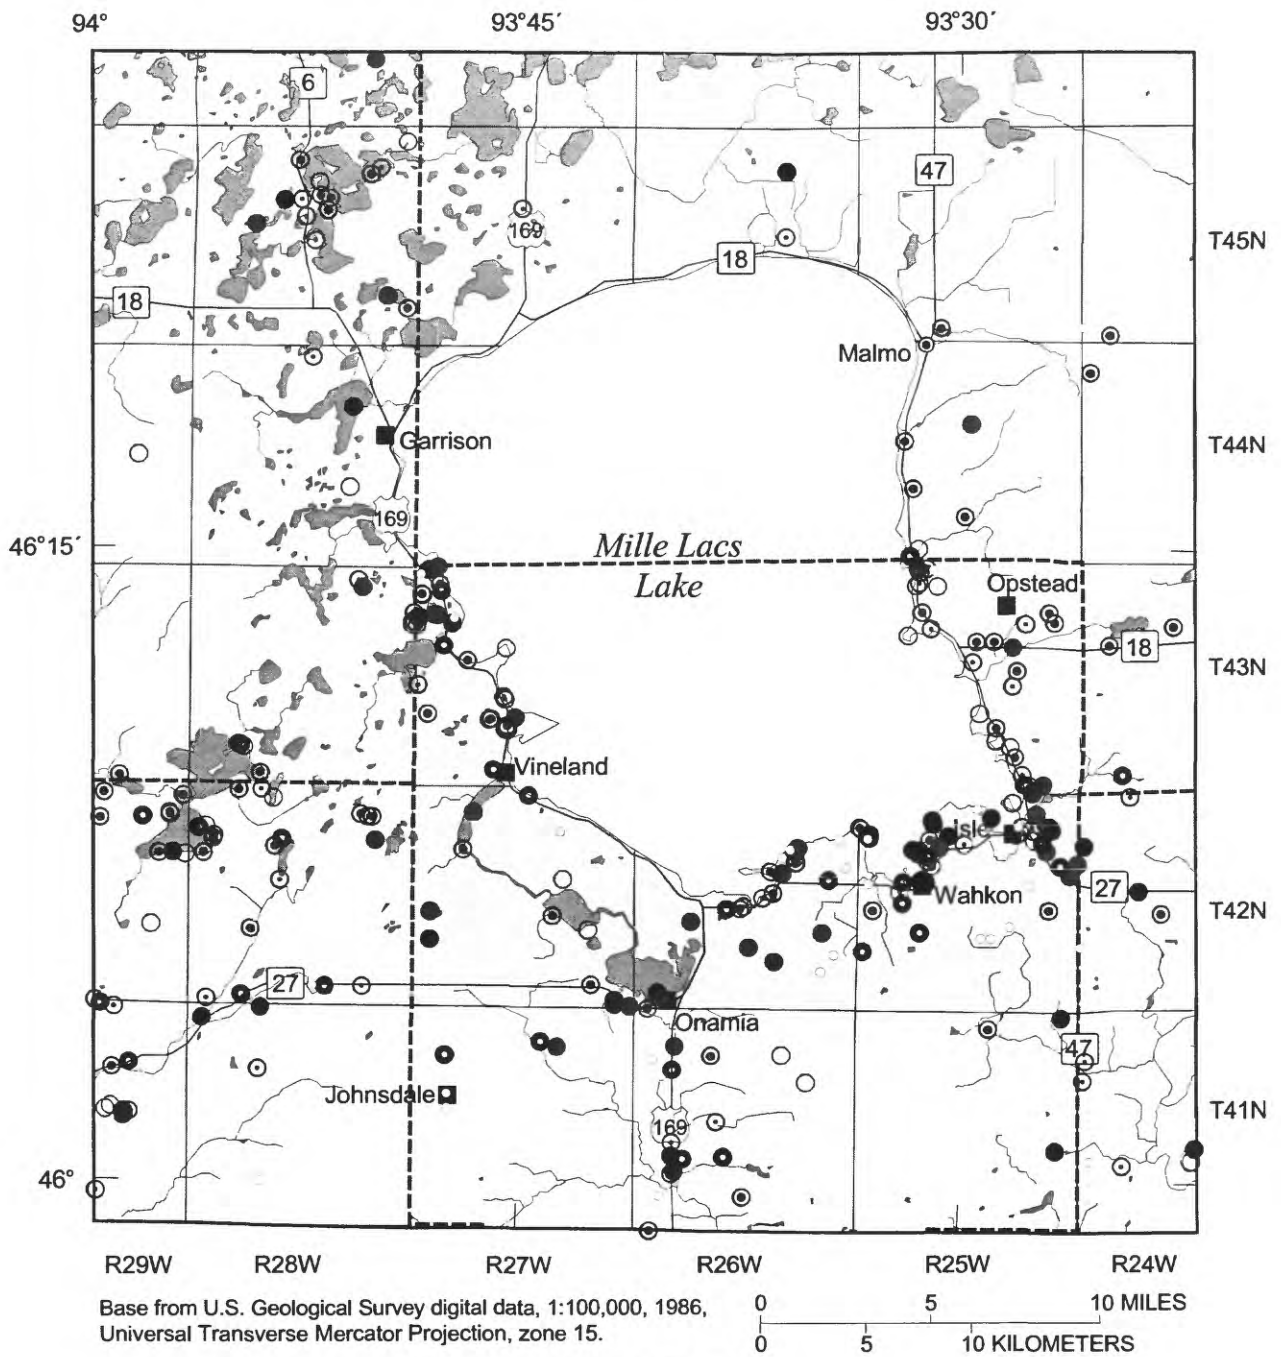 94° 93°45´ 93°30´
6
47
169
T45N
18
18
Malmo
Garrison
T44N
169
46°15´
Mille Lacs
Lake
Opstead
18
T43N
Vineland
Isle
27
Wahkon
T42N
27
Onamia
47
Johnsdale
T41N
169
46°
R29W R28W R27W R26W R25W R24W
Base from U.S. Geological Survey digital data, 1:100,000, 1986,
Universal Transverse Mercator Projection, zone 15.
0 5 10 MILES
0 5 10 KILOMETERS